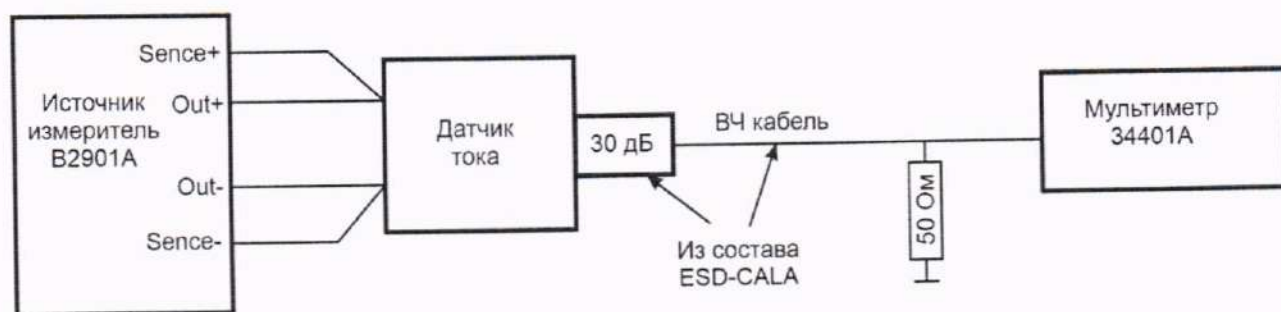 Sence+
Источник
измеритель
B2901A
Out+
Out-
Sence-
Датчик
тока
30 дБ
ВЧ кабель
Из состава
ESD-CALA
50 Ом
Мультиметр
34401A